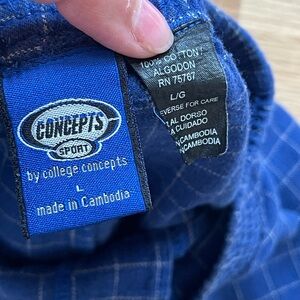 CONCEPTS
SPORT
by college concepts
L
made in Cambodia
100% COTTON/
ALGODON
RN 75767
L/G
EVERSE FOR CARE
AL DORSO
CUIDADO
CAMBODIA
CAMBODIA